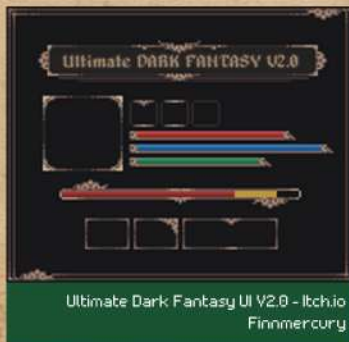 Ultimate DARK FANTASY V2.0
Ultimate Dark Fantasy UI V2.0 - Itch.io
Finnmercury